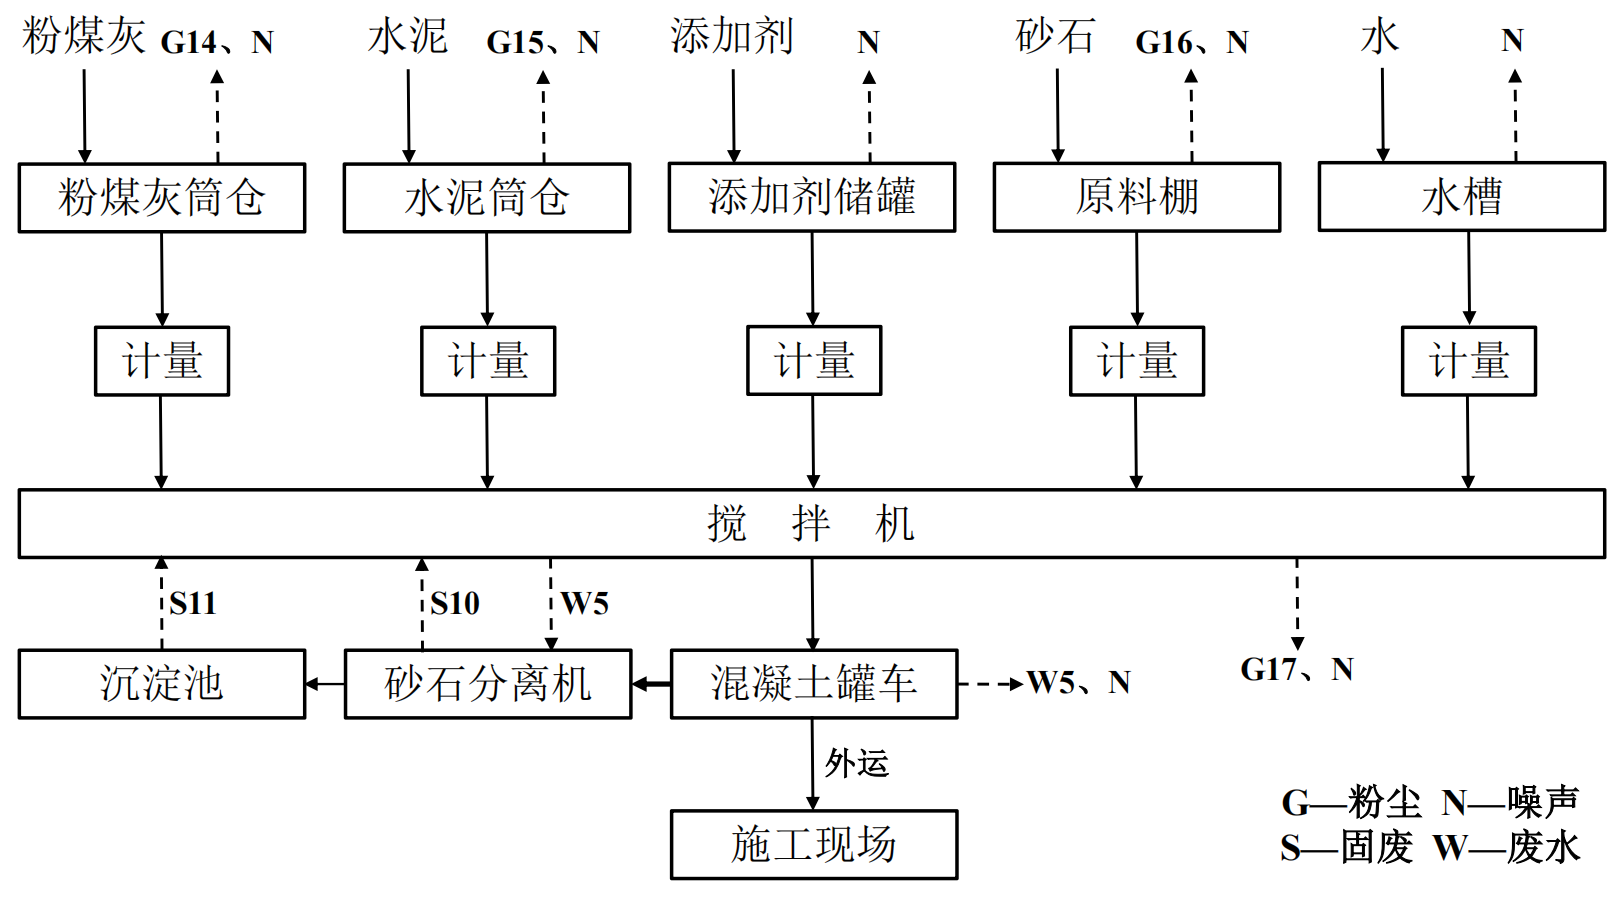 粉煤灰 G14、N 水泥 G15、N 添加剂 N 砂石 G16、N 水 N
粉煤灰筒仓 水泥筒仓 添加剂储罐 原料棚 水槽
计量 计量 计量 计量 计量
搅 拌 机
S11 S10 W5
沉淀池 砂石分离机 混凝土罐车 W5、N G17、N
外运
施工现场
G—粉尘 N—噪声
S—固废 W—废水